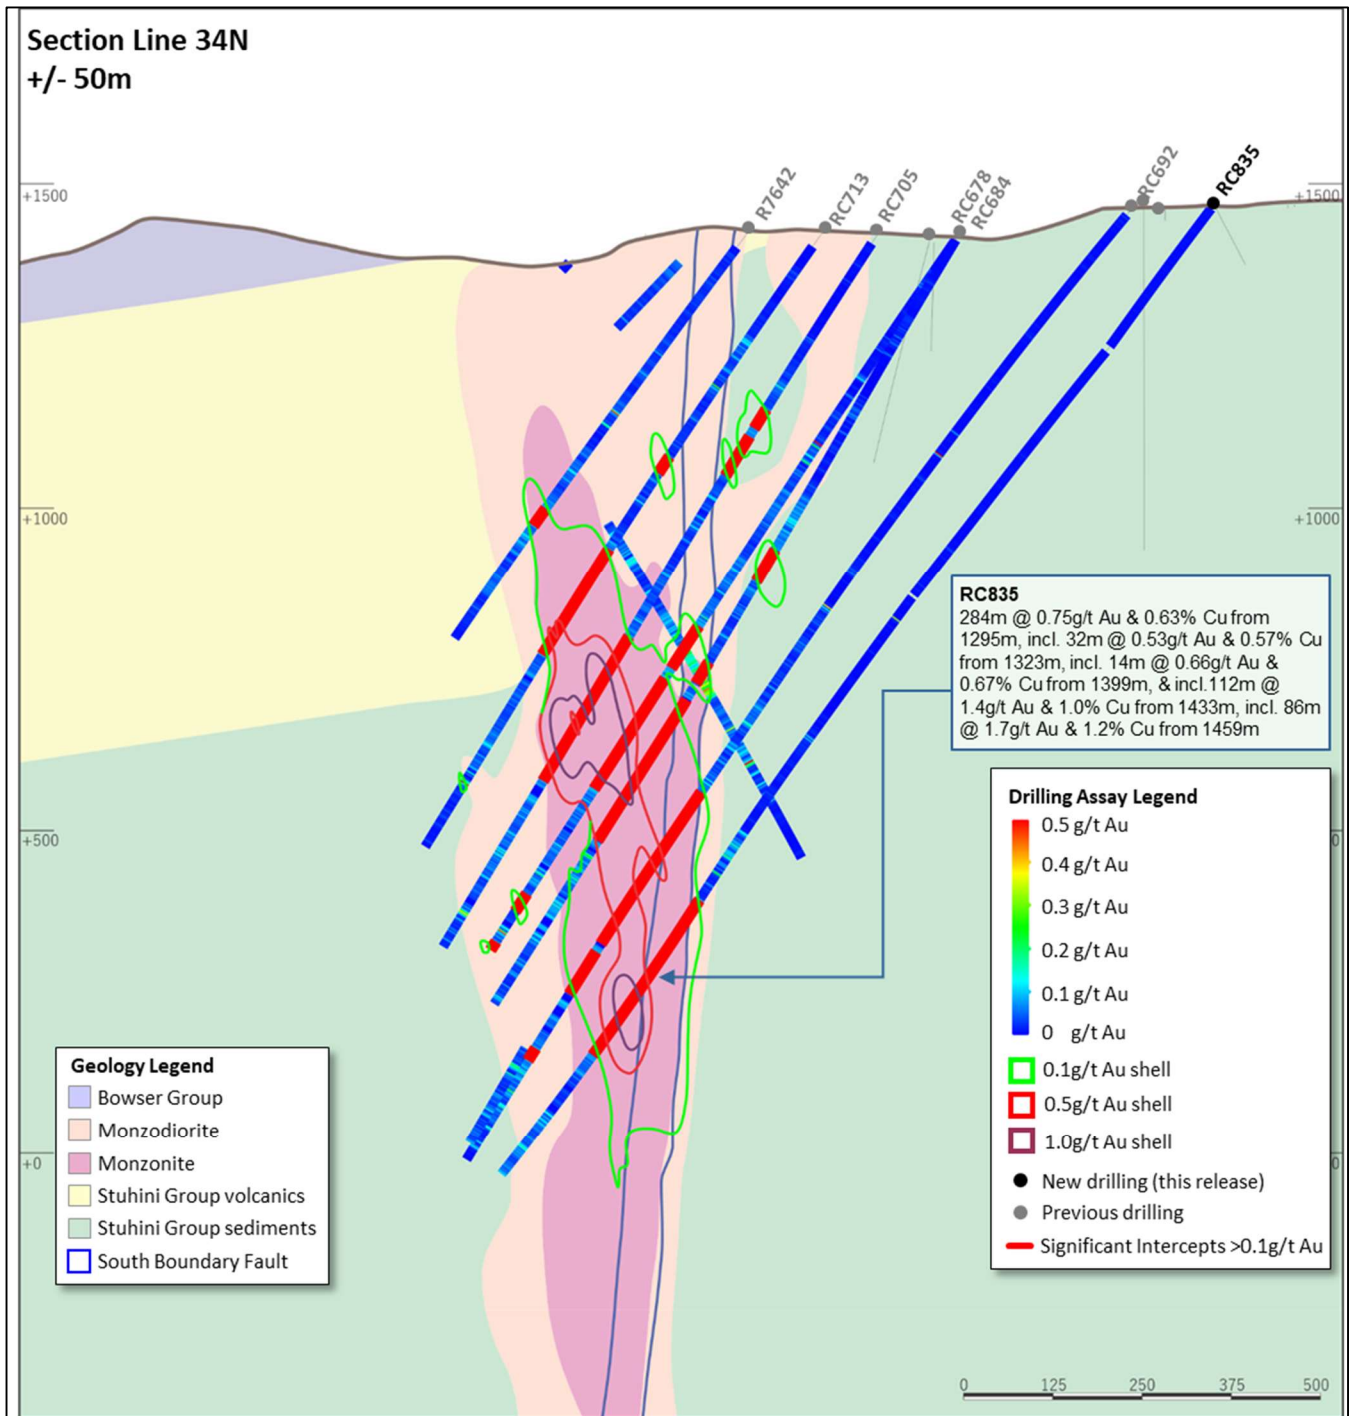 Section Line 34N
+/- 50m
+1500
+1500
R7642
RC713
RC705
RC678
RC684
RC692
RC835
+1000
+1000
RC835
284m @ 0.75g/t Au & 0.63% Cu from
1295m, incl. 32m @ 0.53g/t Au & 0.57% Cu
from 1323m, incl. 14m @ 0.66g/t Au &
0.67% Cu from 1399m, & incl.112m @
1.4g/t Au & 1.0% Cu from 1433m, incl. 86m
@ 1.7g/t Au & 1.2% Cu from 1459m
+500
0
Drilling Assay Legend
0.5 g/t Au
0.4 g/t Au
0.3 g/t Au
0.2 g/t Au
0.1 g/t Au
0 g/t Au
0.1g/t Au shell
0.5g/t Au shell
1.0g/t Au shell
New drilling (this release)
Previous drilling
Significant Intercepts >0.1g/t Au
Geology Legend
Bowser Group
Monzodiorite
Monzonite
Stuhini Group volcanics
Stuhini Group sediments
South Boundary Fault
+0
0
0 125 250 375 500